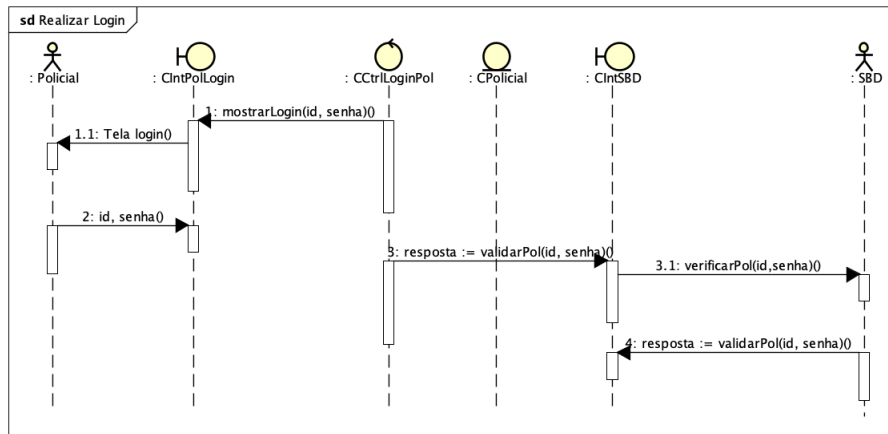 sd Realizar Login
: Policial
: CIntPolLogin
: CCtrlLoginPol
: CPolicial
: CIntSBD
: SBD
1: mostrarLogin(id, senha)()
1.1: Tela login()
2: id, senha()
3: resposta := validarPol(id, senha)()
3.1: verificarPol(id,senha)()
4: resposta := validarPol(id, senha)()